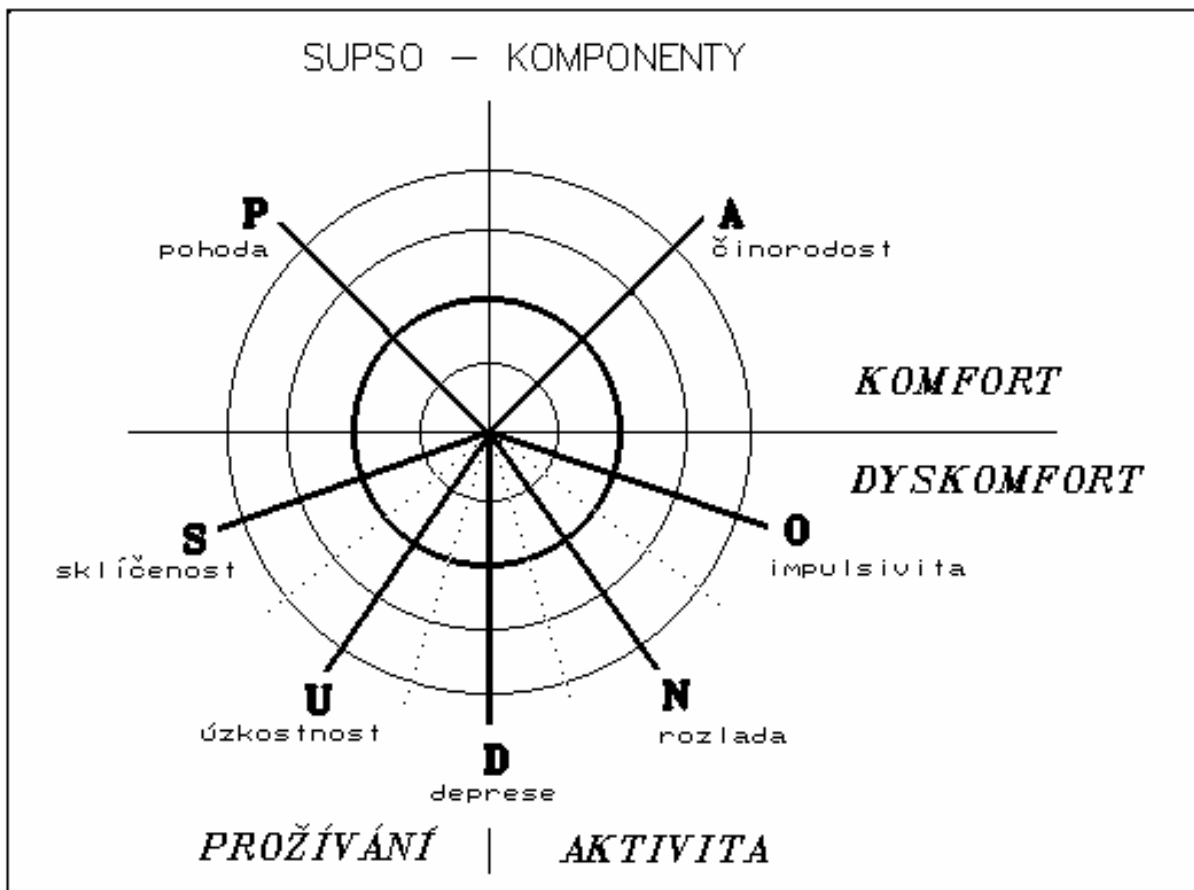 SUPSO – KOMPONENTY
P
pohoda
A
činorodost
KOMFORT
DYSKOMFORT
S
sklíčenost
O
impulsivita
U
úzkostnost
N
rozlada
D
deprese
PROŽÍVÁNÍ | AKTIVITA